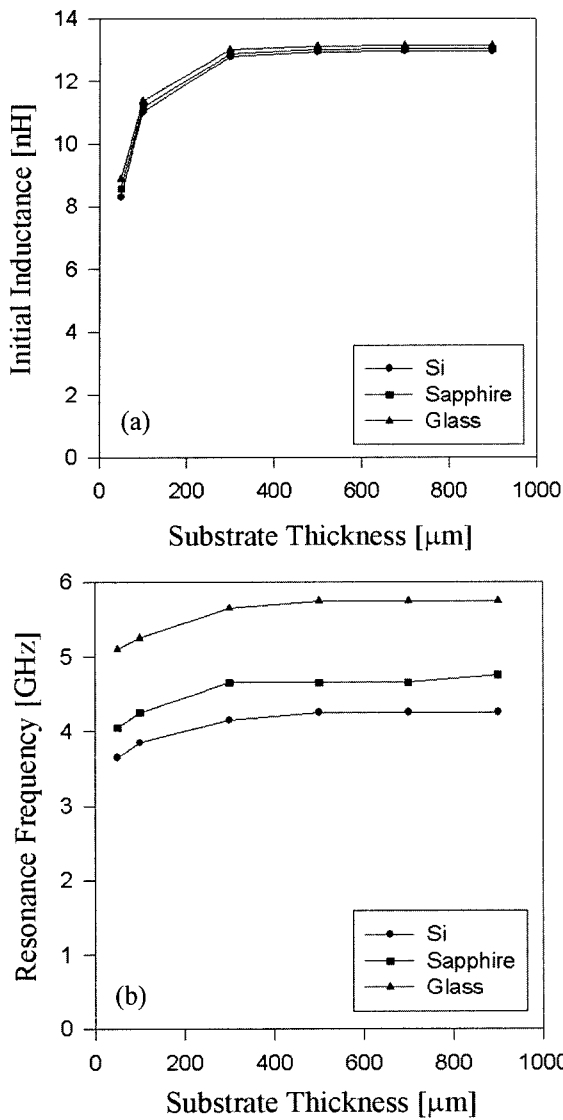 14
12
10
8
6
4
2
0
Initial Inductance [nH]
Si
Sapphire
Glass
(a)
0 200 400 600 800 1000
Substrate Thickness [μm]
6
5
4
3
2
1
0
Resonance Frequency [GHz]
Si
Sapphire
Glass
(b)
0 200 400 600 800 1000
Substrate Thickness [μm]